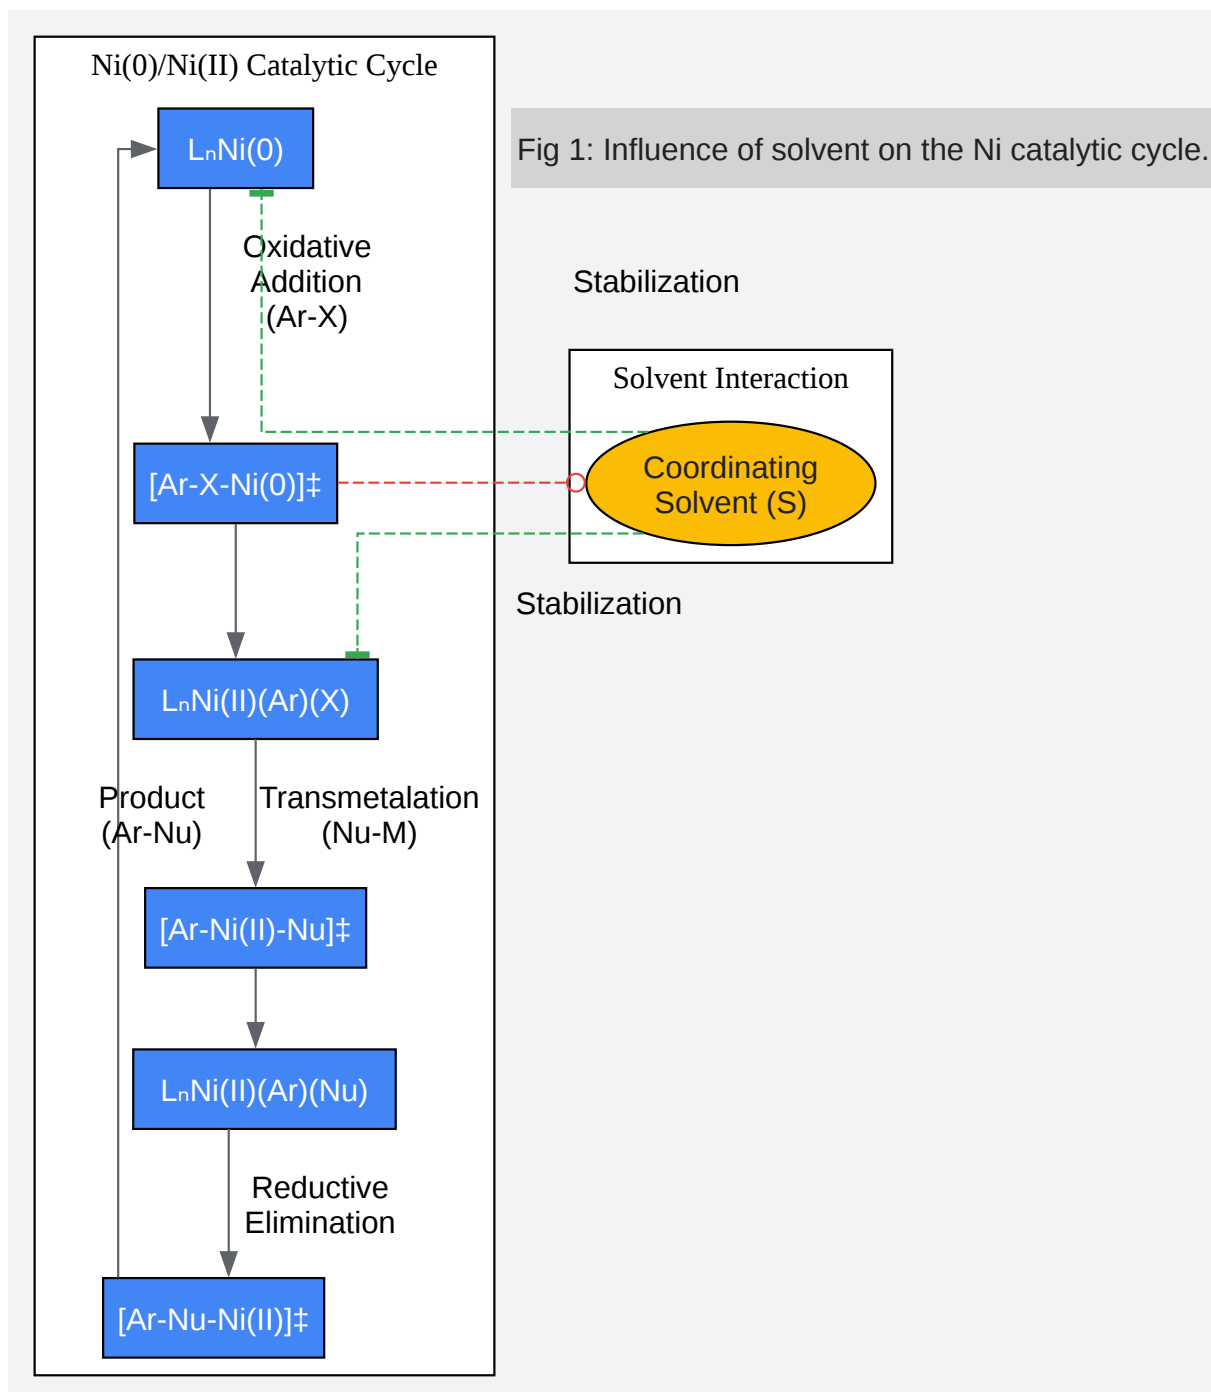 Ni(0)/Ni(II) Catalytic Cycle
LₙNi(0)
Fig 1: Influence of solvent on the Ni catalytic cycle.
Oxidative
Addition
(Ar-X)
Stabilization
Solvent Interaction
Coordinating
Solvent (S)
[Ar-X-Ni(0)]‡
Stabilization
LₙNi(II)(Ar)(X)
Product
(Ar-Nu)
Transmetalation
(Nu-M)
[Ar-Ni(II)-Nu]‡
LₙNi(II)(Ar)(Nu)
Reductive
Elimination
[Ar-Nu-Ni(II)]‡